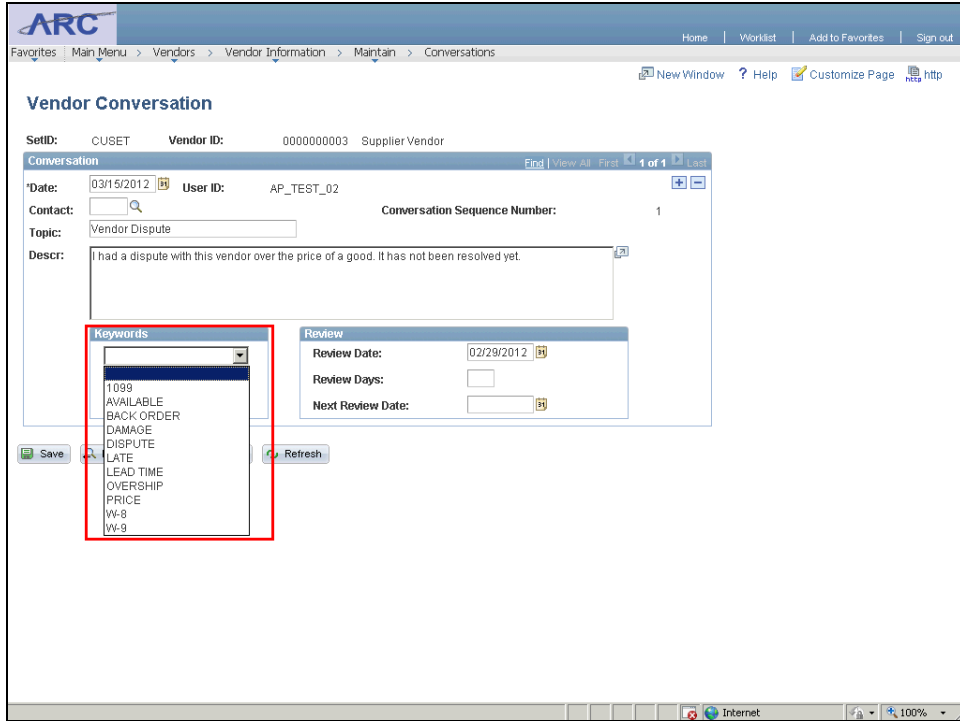 ARC
Home | Worklist | Add to Favorites | Sign out
Favorites Main Menu > Vendors > Vendor Information > Maintain > Conversations
New Window ? Help Customize Page http
Vendor Conversation
SetID: CUSET Vendor ID: 0000000003 Supplier Vendor
Conversation Find | View All First 1 of 1 Last
*Date: 03/15/2012 User ID: AP_TEST_02
Contact: Conversation Sequence Number: 1
Topic: Vendor Dispute
Descr: I had a dispute with this vendor over the price of a good. It has not been resolved yet.
Keywords Review
Review Date: 02/29/2012
Review Days:
Next Review Date:
1099
AVAILABLE
BACK ORDER
DAMAGE
DISPUTE
LATE
LEAD TIME
OVERSHIP
PRICE
W-8
W-9
Save Refresh
Internet 100%